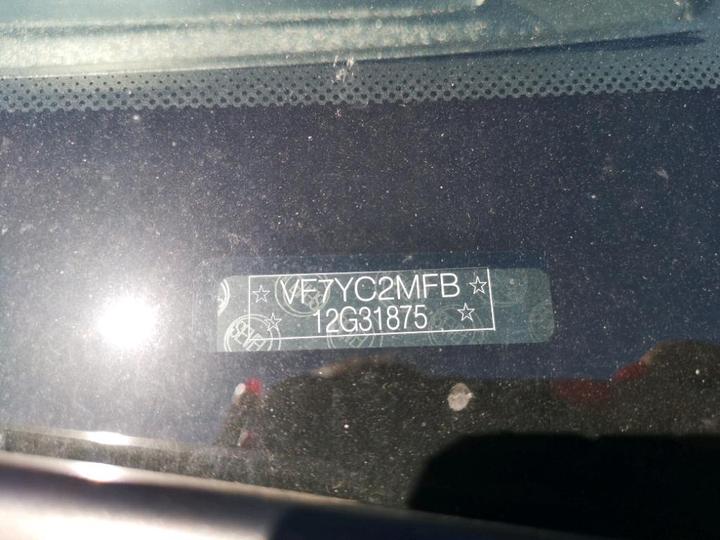 ☆ VF7YC2MFB ☆
☆ 12G31875 ☆